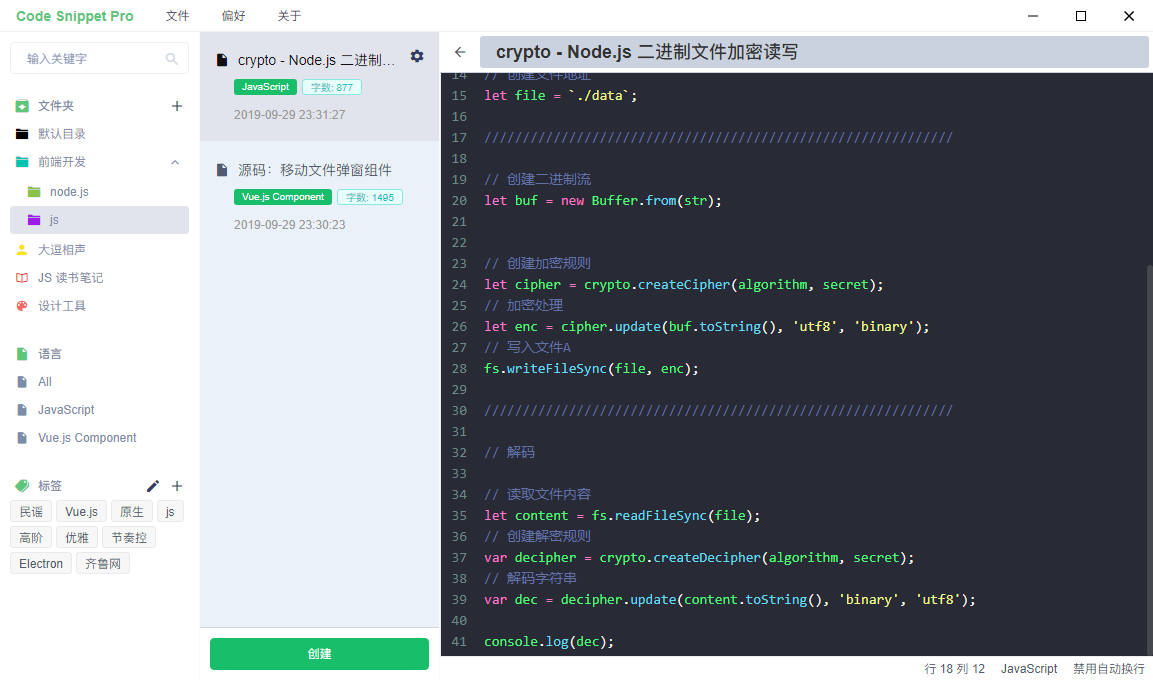 Code Snippet Pro 文件 偏好 关于
输入关键字
文件夹
默认目录
前端开发
node.js
js
大逗相声
JS 读书笔记
设计工具
语言
All
JavaScript
Vue.js Component
标签
民谣 Vue.js 原生 js
高阶 优雅 节奏控
Electron 齐鲁网
crypto - Node.js 二进制...
JavaScript 字数: 877
2019-09-29 23:31:27
源码：移动文件弹窗组件
Vue.js Component 字数: 1495
2019-09-29 23:30:23
创建
crypto - Node.js 二进制文件加密读写
14 // 创建文件地址
15 let file = `./data`;
16
17 /////////////////////////////////////////////////////////////
18
19 // 创建二进制流
20 let buf = new Buffer.from(str);
21
22
23 // 创建加密规则
24 let cipher = crypto.createCipher(algorithm, secret);
25 // 加密处理
26 let enc = cipher.update(buf.toString(), 'utf8', 'binary');
27 // 写入文件A
28 fs.writeFileSync(file, enc);
29
30 /////////////////////////////////////////////////////////////
31
32 // 解码
33
34 // 读取文件内容
35 let content = fs.readFileSync(file);
36 // 创建解密规则
37 var decipher = crypto.createDecipher(algorithm, secret);
38 // 解码字符串
39 var dec = decipher.update(content.toString(), 'binary', 'utf8');
40
41 console.log(dec);
行 18 列 12 JavaScript 禁用自动换行